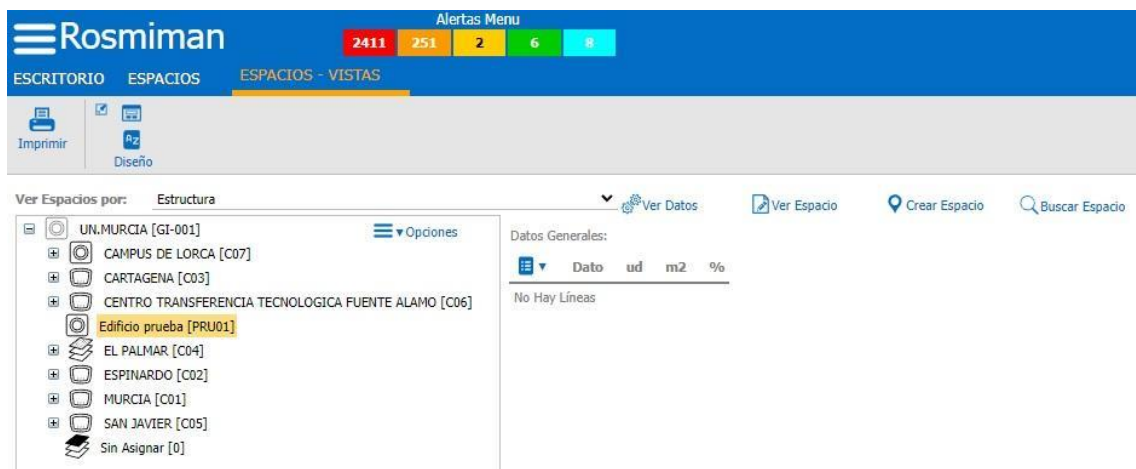 Alertas Menu
Rosmiman
2411 251 2 6 8
ESCRITORIO ESPACIOS ESPACIOS - VISTAS
Imprimir
AZ
Diseño
Ver Espacios por: Estructura
Ver Datos Ver Espacio Crear Espacio Buscar Espacio
UN.MURCIA [GI-001] Opciones
CAMPUS DE LORCA [C07]
CARTAGENA [C03]
CENTRO TRANSFERENCIA TECNOLOGICA FUENTE ALAMO [C06]
Edificio prueba [PRU01]
EL PALMAR [C04]
ESPINARDO [C02]
MURCIA [C01]
SAN JAVIER [C05]
Sin Asignar [0]
Datos Generales:
Dato ud m2 %
No Hay Líneas